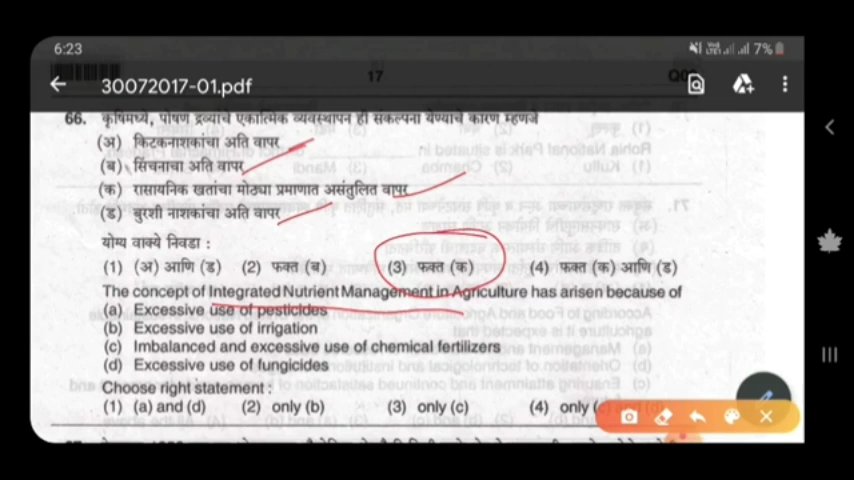 6:23
7%
30072017-01.pdf
17
66. कृषिमध्ये, पोषण द्रव्यांचे एकात्मिक व्यवस्थापन ही संकल्पना येण्याचे कारण म्हणजे
(अ) किटकनाशकांचा अति वापर
(ब) सिंचनाचा अति वापर
(क) रासायनिक खतांचा मोठ्या प्रमाणात असंतुलित वापर
(ड) बुरशी नाशकांचा अति वापर
योग्य वाक्ये निवडा :
(1) (अ) आणि (ड) (2) फक्त (ब) (3) फक्त (क) (4) फक्त (क) आणि (ड)
The concept of Integrated Nutrient Management in Agriculture has arisen because of
(a) Excessive use of pesticides
(b) Excessive use of irrigation
(c) Imbalanced and excessive use of chemical fertilizers
(d) Excessive use of fungicides
Choose right statement :
(1) (a) and (d) (2) only (b) (3) only (c) (4) only